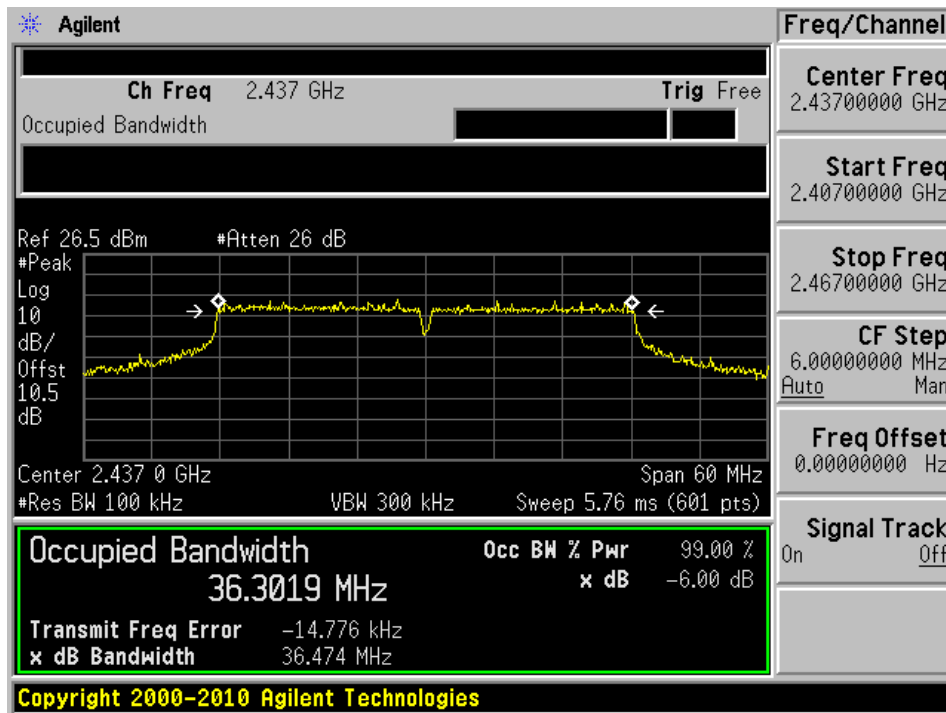 Agilent
Freq/Channel
Ch Freq 2.437 GHz Trig Free
Occupied Bandwidth
Center Freq
2.43700000 GHz
Start Freq
2.40700000 GHz
Stop Freq
2.46700000 GHz
CF Step
6.00000000 MHz
Auto Man
Freq Offset
0.00000000 Hz
Signal Track
On Off
Ref 26.5 dBm #Atten 26 dB
#Peak
Log
10
dB/
Offst
10.5
dB
Center 2.437 0 GHz Span 60 MHz
#Res BW 100 kHz VBW 300 kHz Sweep 5.76 ms (601 pts)
Occupied Bandwidth
36.3019 MHz
Occ BW % Pwr 99.00 %
x dB -6.00 dB
Transmit Freq Error -14.776 kHz
x dB Bandwidth 36.474 MHz
Copyright 2000-2010 Agilent Technologies